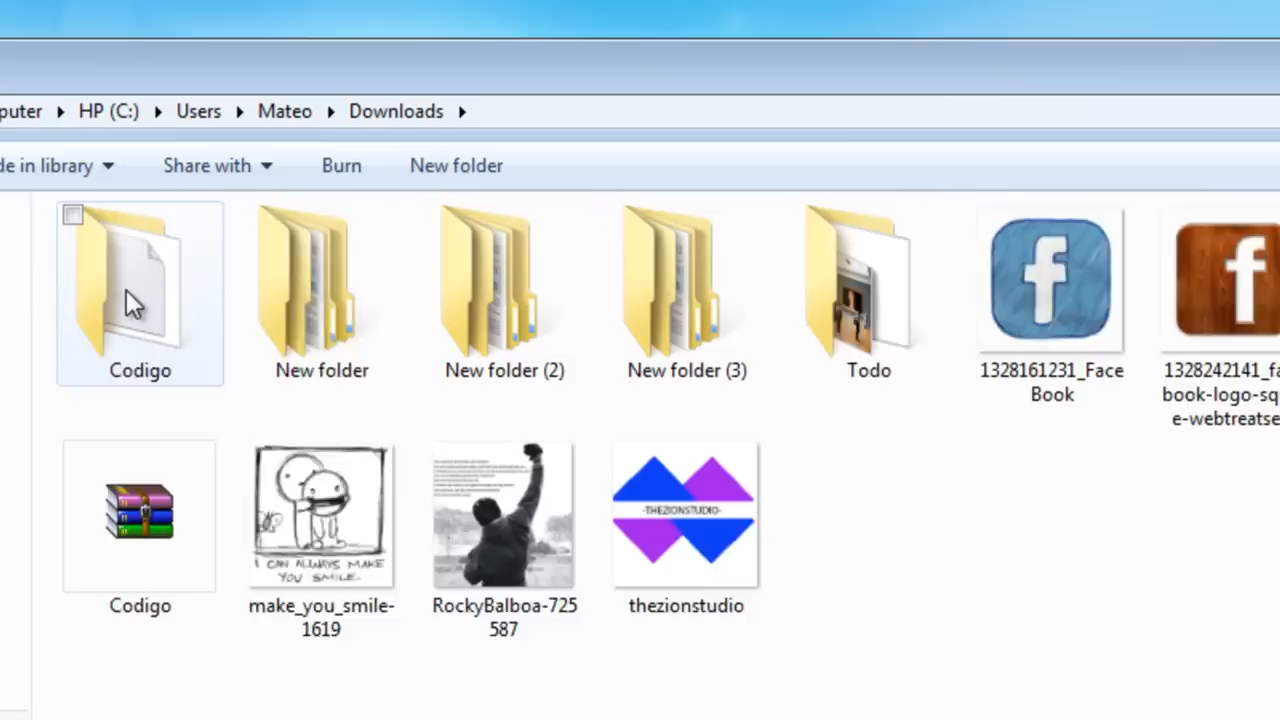 puter ▸ HP (C:) ▸ Users ▸ Mateo ▸ Downloads ▸
de in library Share with Burn New folder
Codigo
New folder
New folder (2)
New folder (3)
Todo
1328161231_Face
Book
1328242141_fa
book-logo-sq
e-webtreatse
Codigo
I CAN ALWAYS MAKE
YOU SMILE.
make_you_smile-
1619
RockyBalboa-725
587
-THEZIONSTUDIO-
thezionstudio